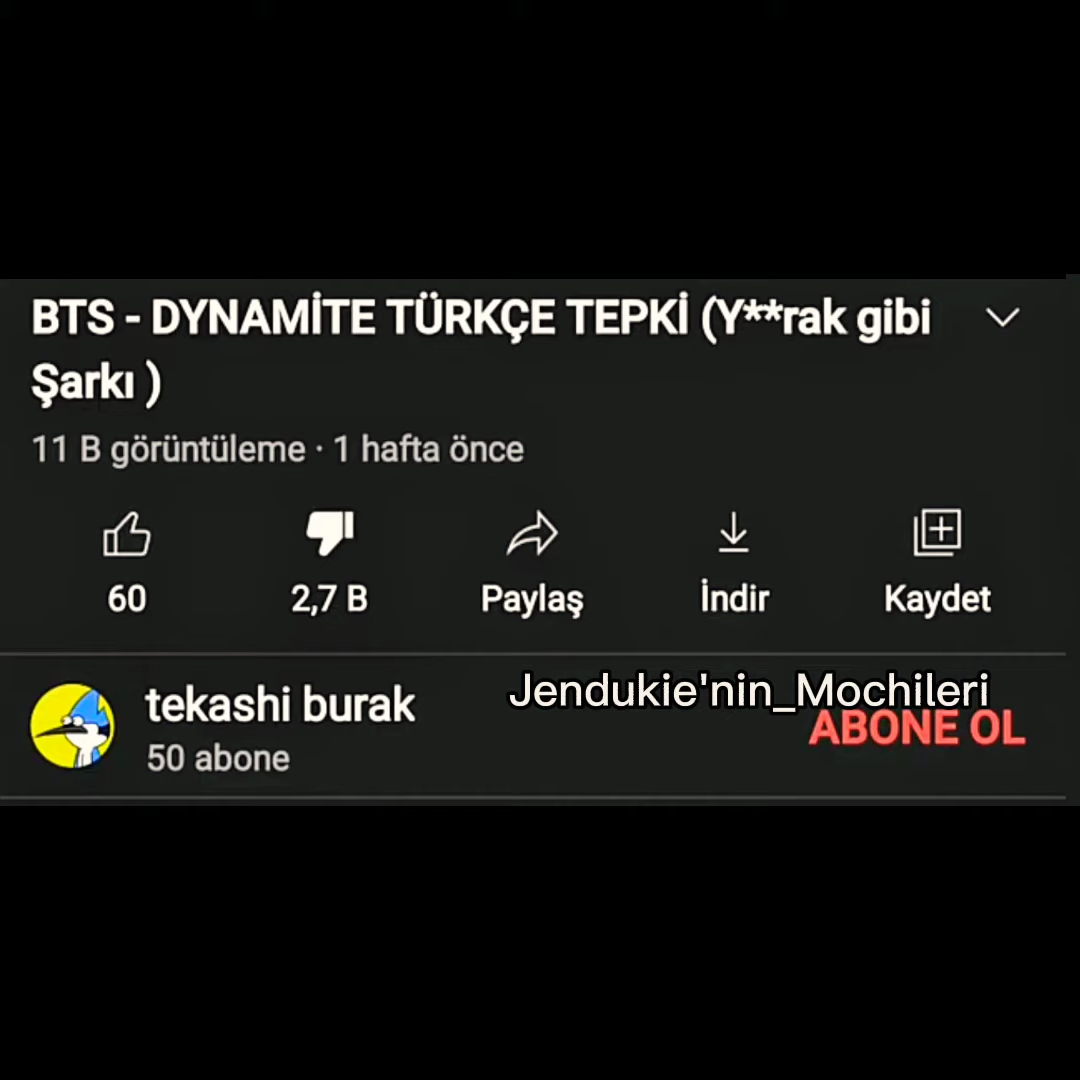 BTS - DYNAMİTE TÜRKÇE TEPKİ (Y**rak gibi
Şarkı )
11 B görüntüleme · 1 hafta önce
60
2,7 B
Paylaş
İndir
Kaydet
tekashi burak
Jendukie'nin_Mochileri
ABONE OL
50 abone